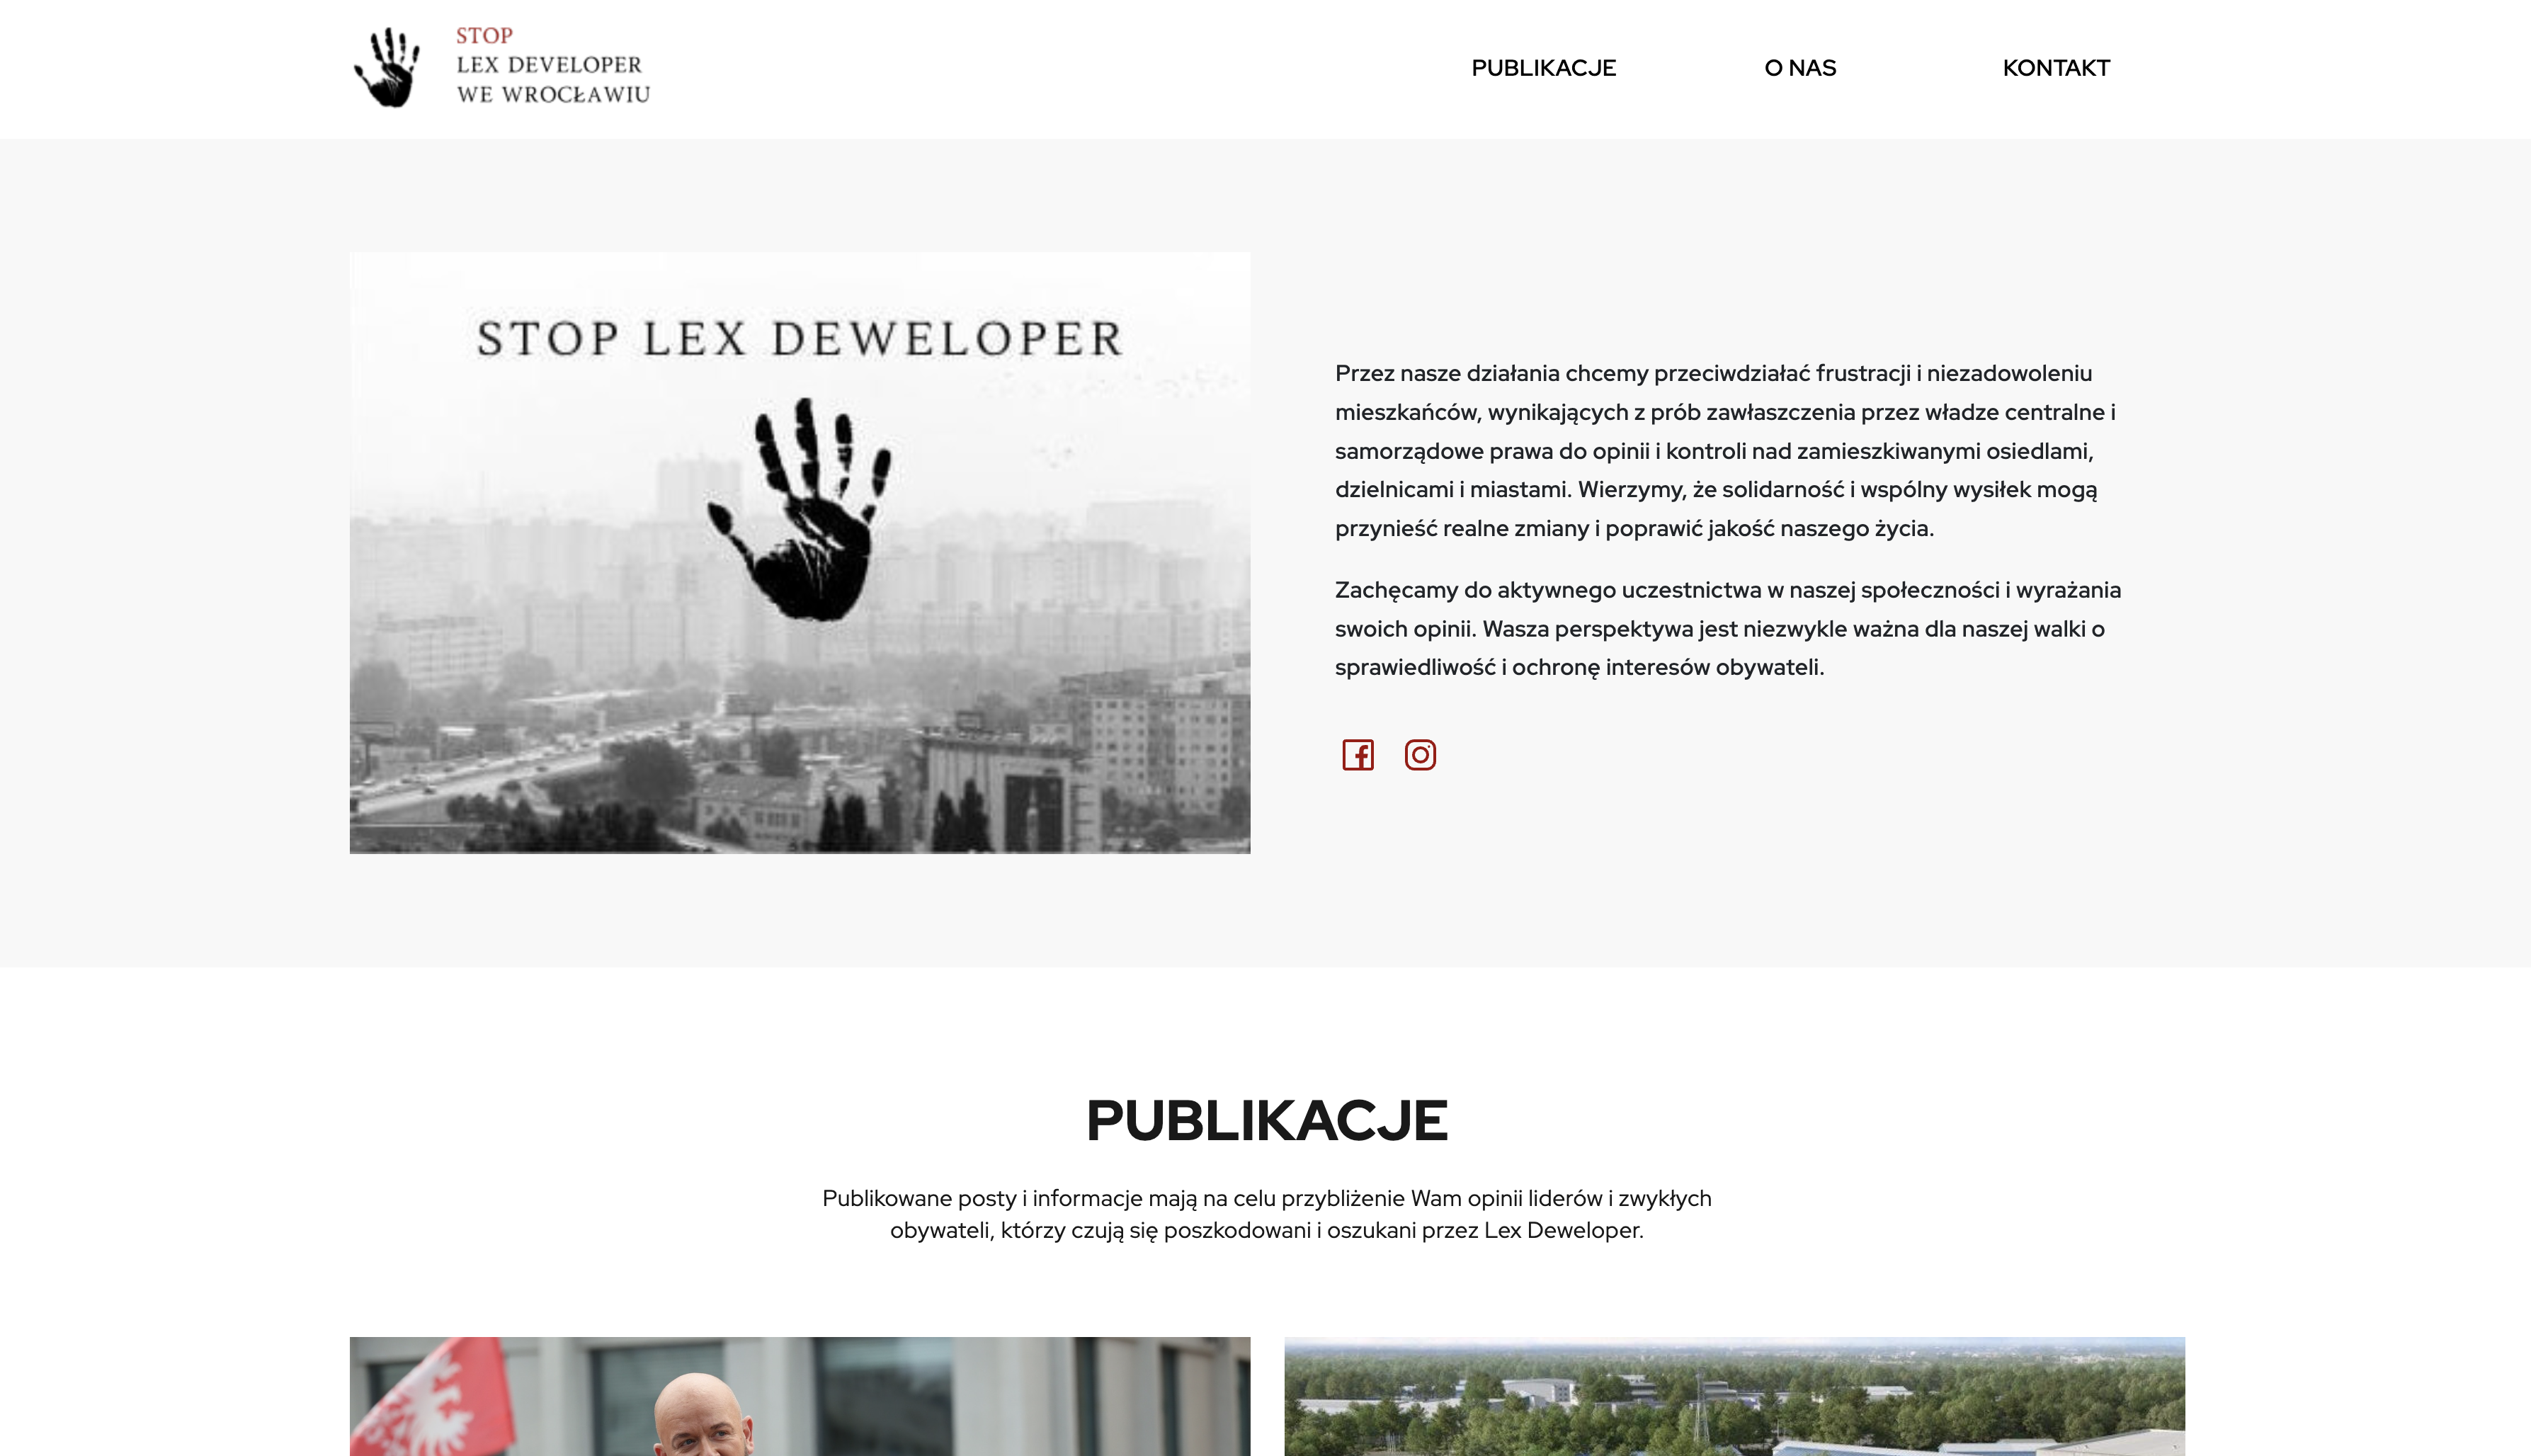 STOP
LEX DEVELOPER
WE WROCŁAWIU
PUBLIKACJE
O NAS
KONTAKT
STOP LEX DEWELOPER
Przez nasze działania chcemy przeciwdziałać frustracji i niezadowoleniu
mieszkańców, wynikających z prób zawłaszczenia przez władze centralne i
samorządowe prawa do opinii i kontroli nad zamieszkiwanymi osiedlami,
dzielnicami i miastami. Wierzymy, że solidarność i wspólny wysiłek mogą
przynieść realne zmiany i poprawić jakość naszego życia.
Zachęcamy do aktywnego uczestnictwa w naszej społeczności i wyrażania
swoich opinii. Wasza perspektywa jest niezwykle ważna dla naszej walki o
sprawiedliwość i ochronę interesów obywateli.
PUBLIKACJE
Publikowane posty i informacje mają na celu przybliżenie Wam opinii liderów i zwykłych
obywateli, którzy czują się poszkodowani i oszukani przez Lex Deweloper.